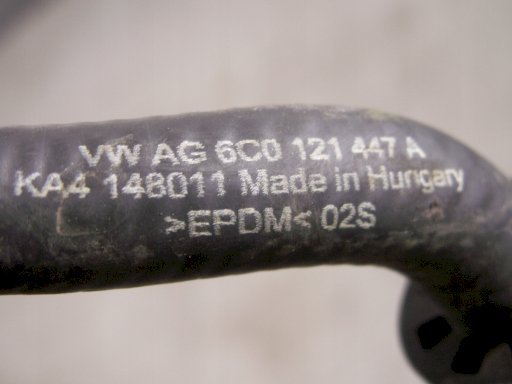 VW AG 6C0 121 447 A
KA4 148011 Made in Hungary
>EPDM< 02S